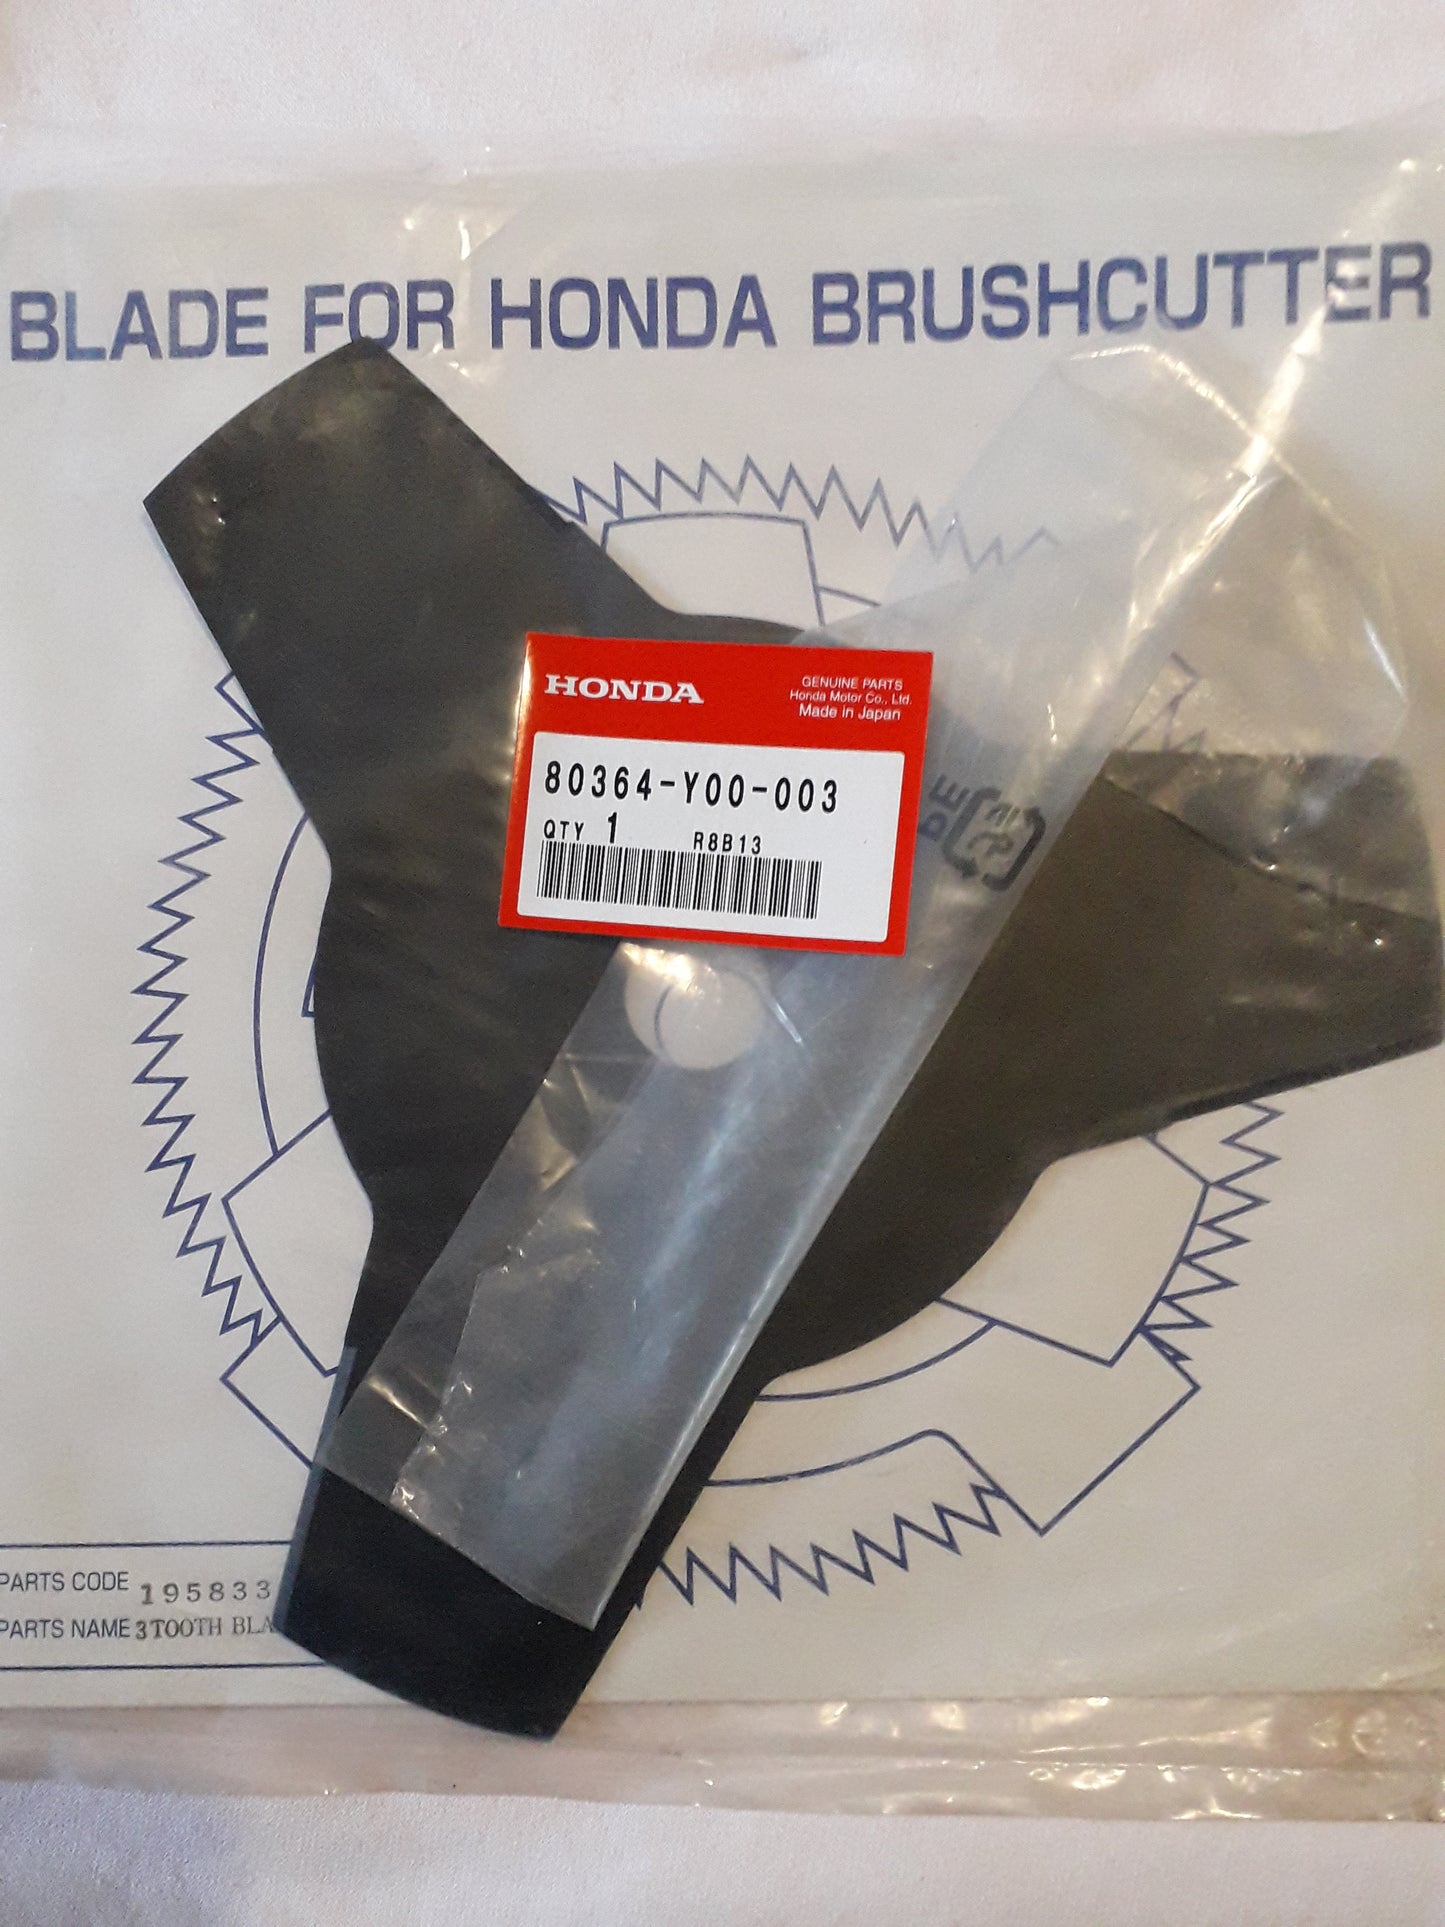 BLADE FOR HONDA BRUSHCUTTER
HONDA
GENUINE PARTS
Honda Motor Co., Ltd.
Made in Japan
80364-Y00-003
QTY 1 R8B13
PE
PARTS CODE 195833
PARTS NAME 3TOOTH BLA